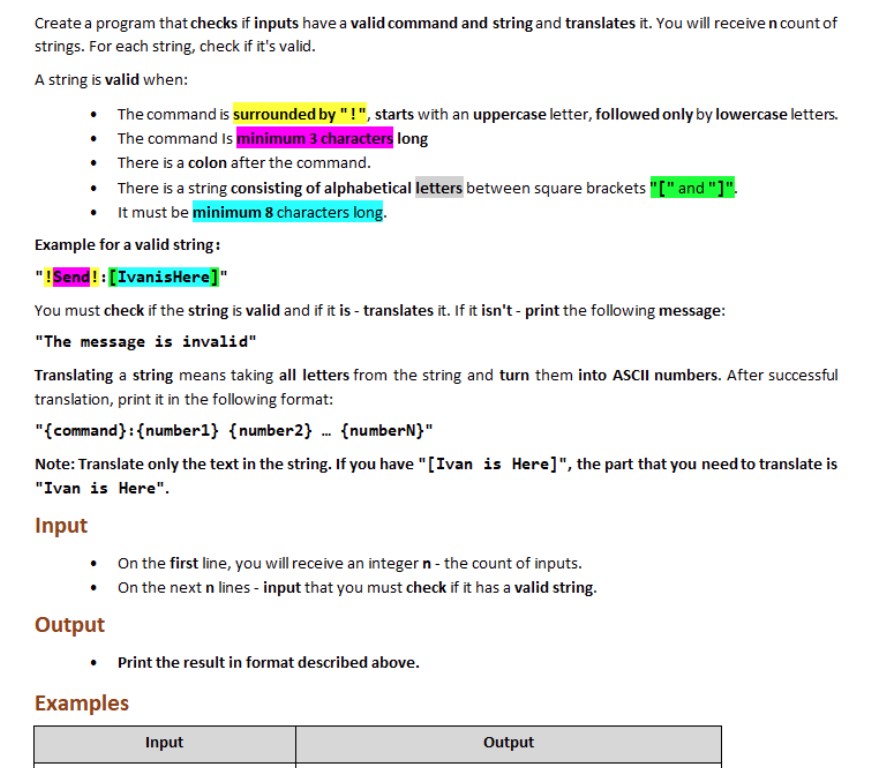 Create a program that checks if inputs have a valid command and string and translates it. You will receive n count of
strings. For each string, check if it's valid.
A string is valid when:
• The command is surrounded by "!", starts with an uppercase letter, followed only by lowercase letters.
• The command Is minimum 3 characters long
• There is a colon after the command.
• There is a string consisting of alphabetical letters between square brackets "[" and "]".
• It must be minimum 8 characters long.
Example for a valid string:
"!Send!:[IvanisHere]"
You must check if the string is valid and if it is - translates it. If it isn't - print the following message:
"The message is invalid"
Translating a string means taking all letters from the string and turn them into ASCII numbers. After successful
translation, print it in the following format:
"{command}:{number1} {number2} … {numberN}"
Note: Translate only the text in the string. If you have "[Ivan is Here]", the part that you need to translate is
"Ivan is Here".
Input
• On the first line, you will receive an integer n - the count of inputs.
• On the next n lines - input that you must check if it has a valid string.
Output
• Print the result in format described above.
Examples
Input Output